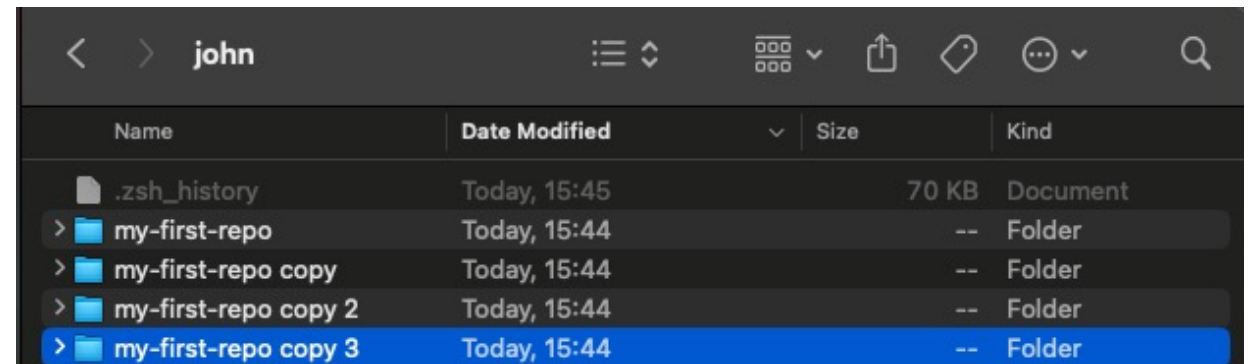 john
Name Date Modified Size Kind
.zsh_history Today, 15:45 70 KB Document
my-first-repo Today, 15:44 -- Folder
my-first-repo copy Today, 15:44 -- Folder
my-first-repo copy 2 Today, 15:44 -- Folder
my-first-repo copy 3 Today, 15:44 -- Folder